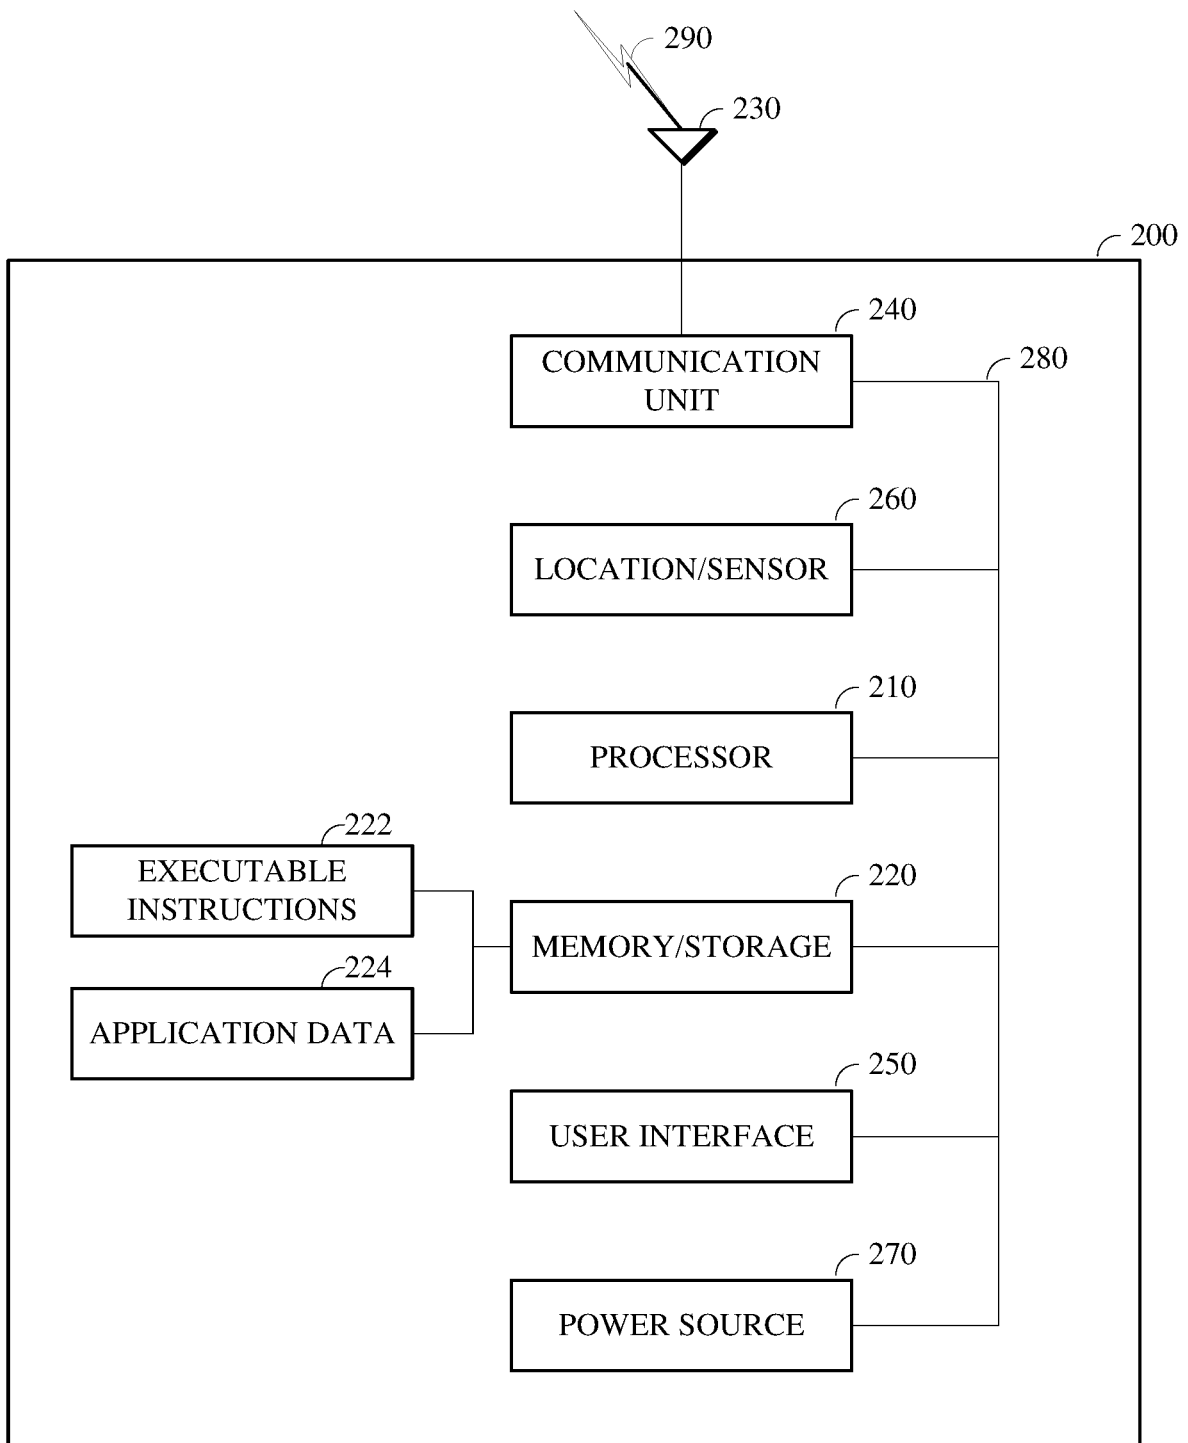 290
230
200
240
COMMUNICATION
UNIT
280
260
LOCATION/SENSOR
210
PROCESSOR
222
EXECUTABLE
INSTRUCTIONS
220
MEMORY/STORAGE
224
APPLICATION DATA
250
USER INTERFACE
270
POWER SOURCE